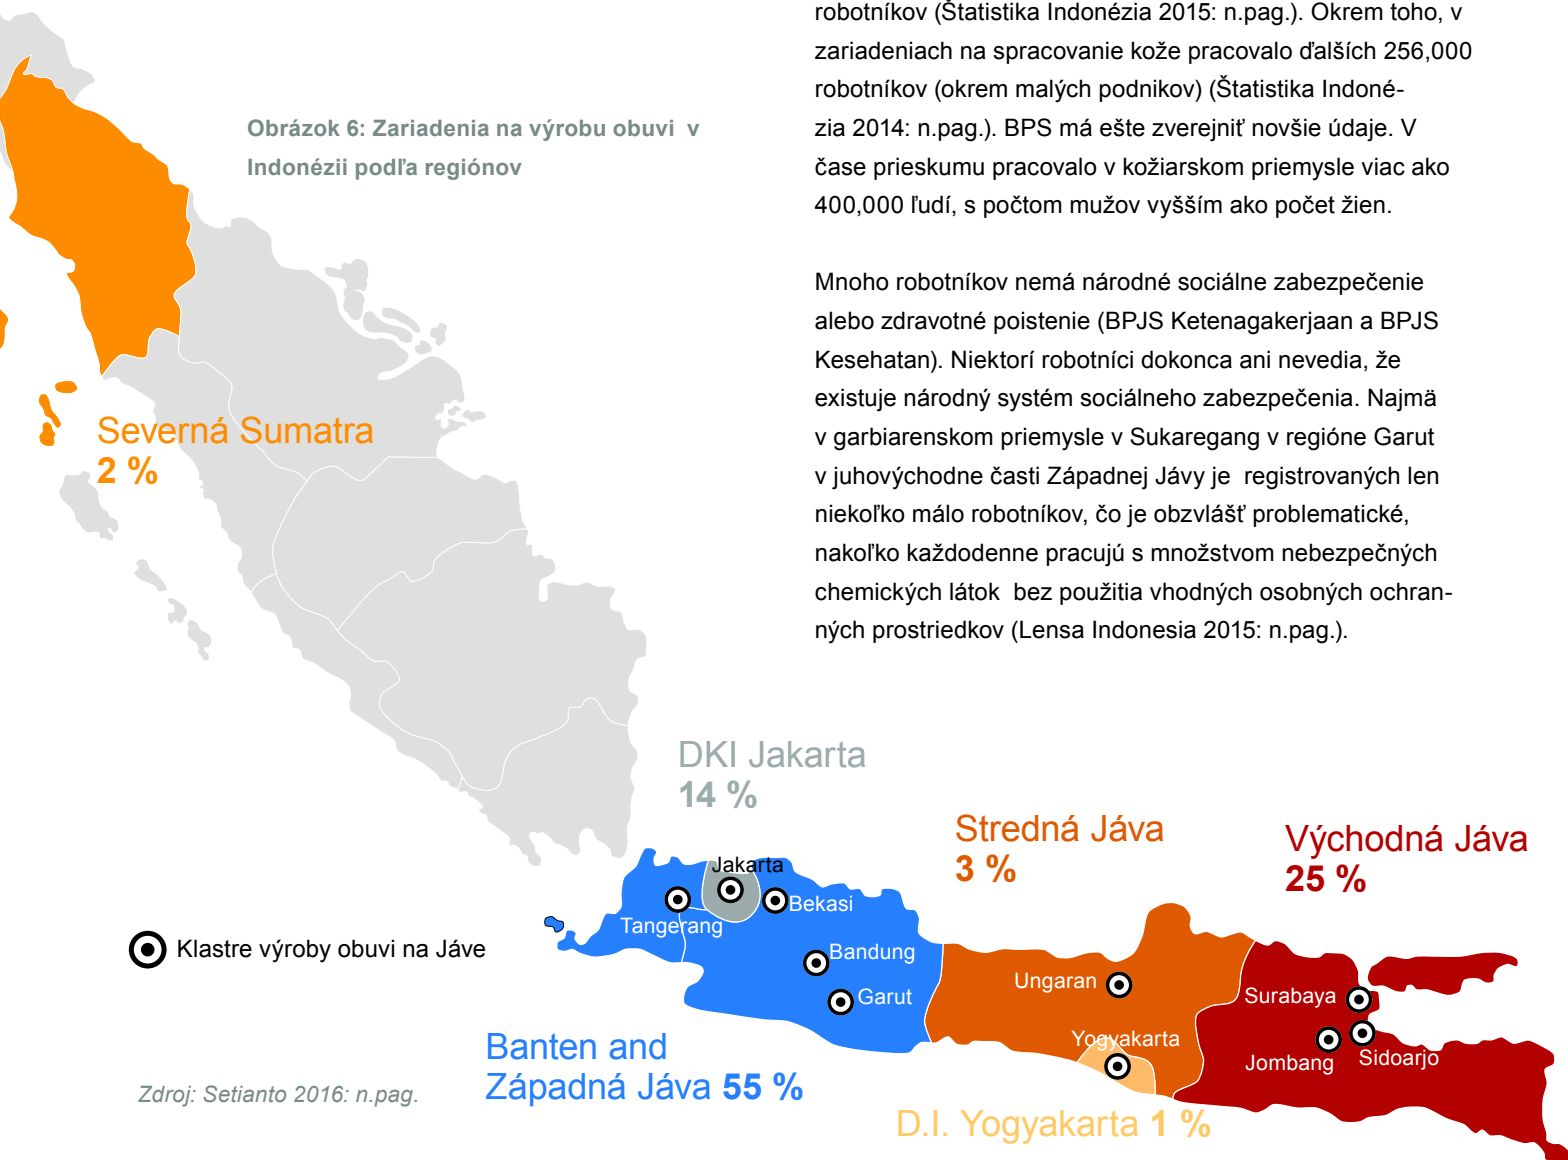 robotníkov (Štatistika Indonézia 2015: n.pag.). Okrem toho, v
zariadeniach na spracovanie kože pracovalo ďalších 256,000
robotníkov (okrem malých podnikov) (Štatistika Indoné-
zia 2014: n.pag.). BPS má ešte zverejniť novšie údaje. V
čase prieskumu pracovalo v kožiarskom priemysle viac ako
400,000 ľudí, s počtom mužov vyšším ako počet žien.
Mnoho robotníkov nemá národné sociálne zabezpečenie
alebo zdravotné poistenie (BPJS Ketenagakerjaan a BPJS
Kesehatan). Niektorí robotníci dokonca ani nevedia, že
existuje národný systém sociálneho zabezpečenia. Najmä
v garbiarenskom priemysle v Sukaregang v regióne Garut
v juhovýchodne časti Západnej Jávy je  registrovaných len
niekoľko málo robotníkov, čo je obzvlášť problematické,
nakoľko každodenne pracujú s množstvom nebezpečných
chemických látok  bez použitia vhodných osobných ochran-
ných prostriedkov (Lensa Indonesia 2015: n.pag.).
Obrázok 6: Zariadenia na výrobu obuvi  v
Indonézii podľa regiónov
Severná Sumatra
2 %
DKI Jakarta
14 %
Stredná Jáva
3 %
Východná Jáva
25 %
Jakarta
Bekasi
Tangerang
Bandung
Garut
Ungaran
Surabaya
Yogyakarta
Jombang
Sidoarjo
Klastre výroby obuvi na Jáve
Banten and
Západná Jáva 55 %
D.I. Yogyakarta 1 %
Zdroj: Setianto 2016: n.pag.